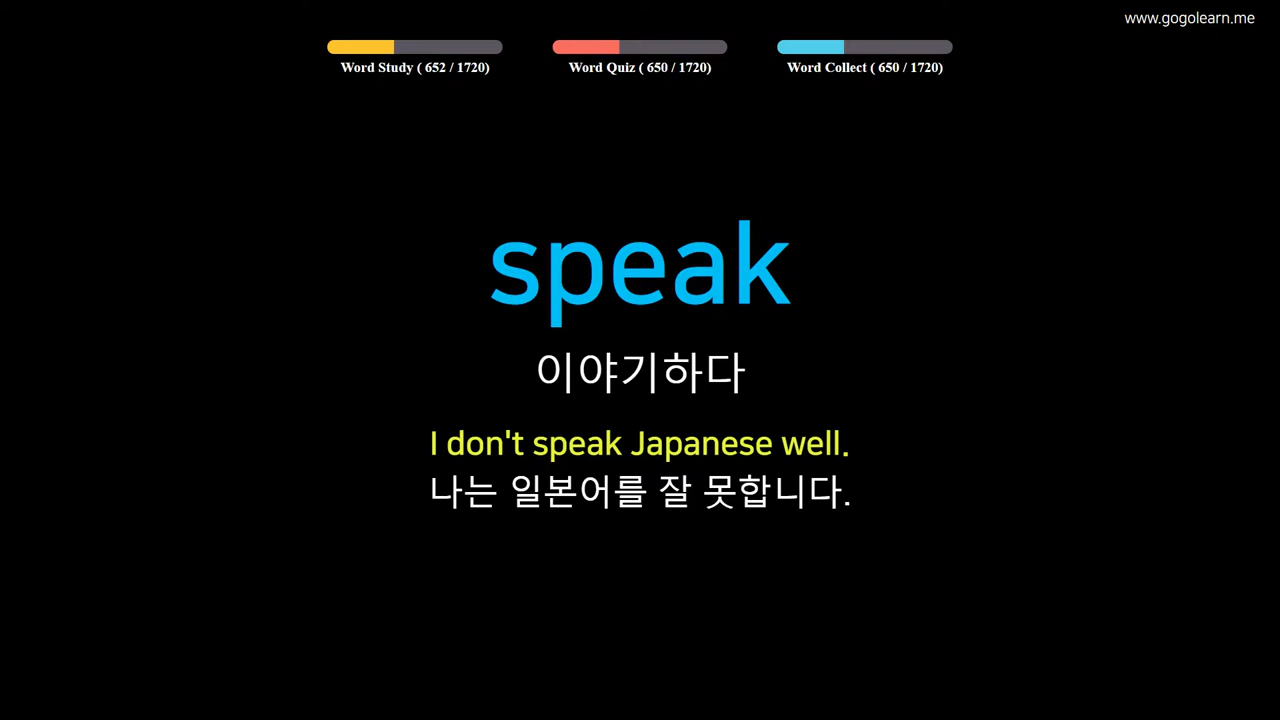 www.gogolearn.me
Word Study ( 652 / 1720)
Word Quiz ( 650 / 1720)
Word Collect ( 650 / 1720)
speak
이야기하다
I don't speak Japanese well.
나는 일본어를 잘 못합니다.